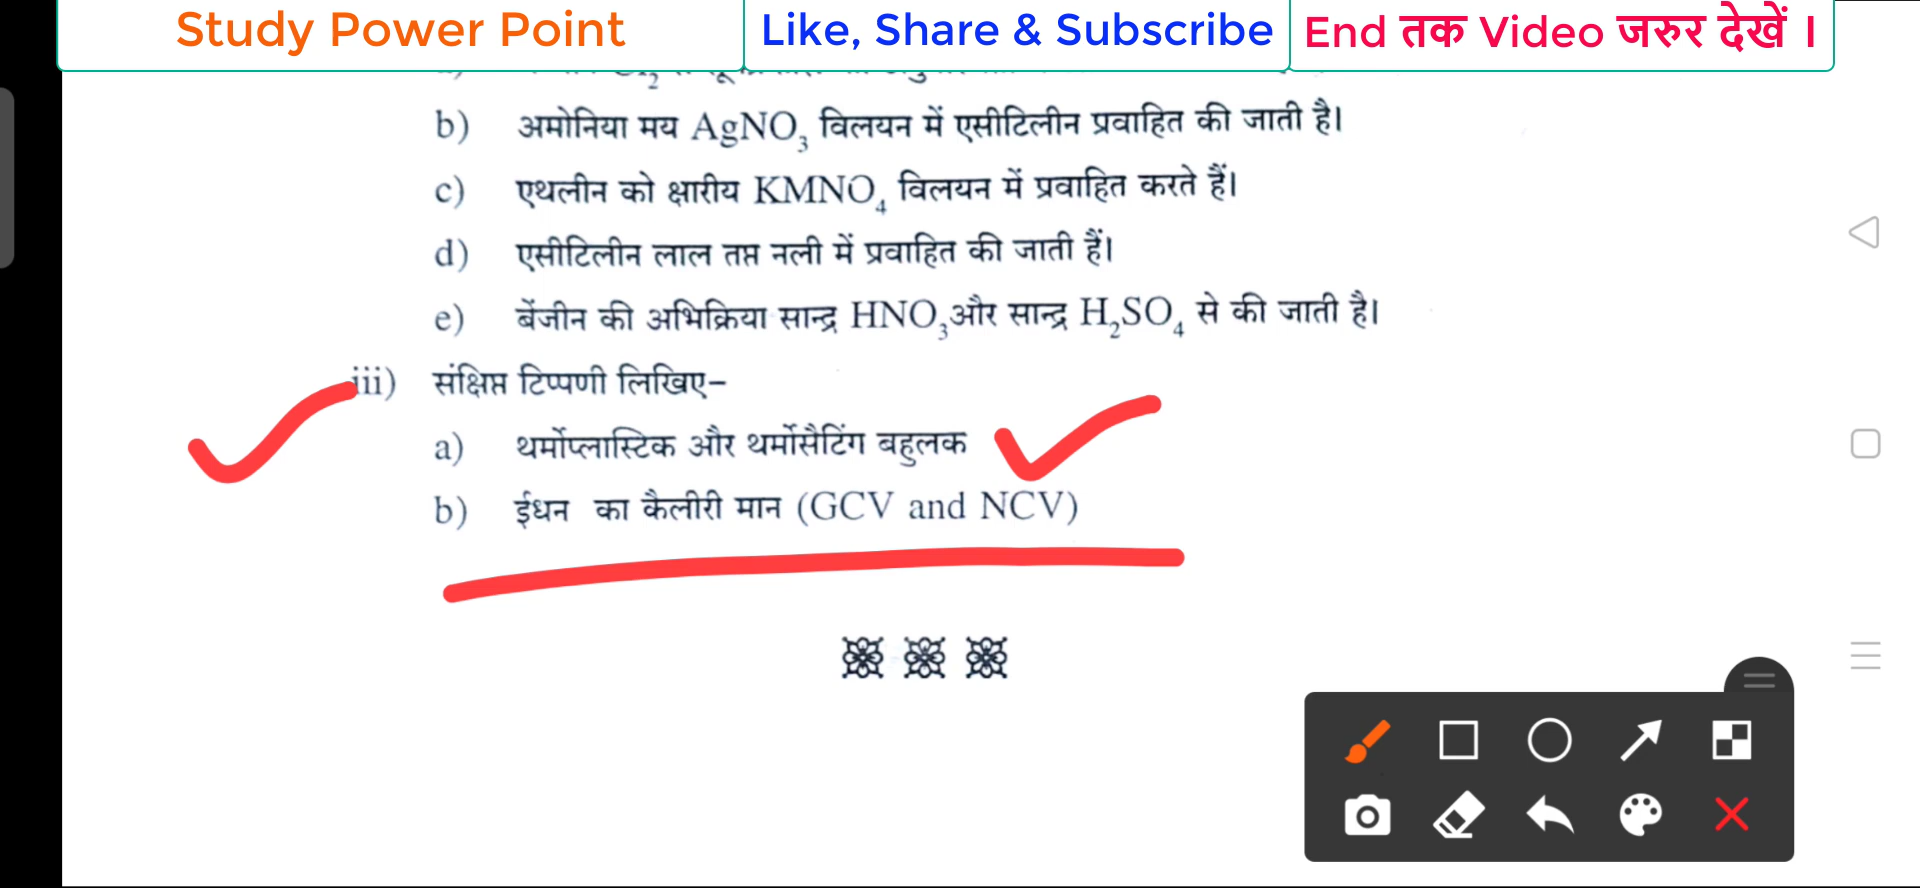 Study Power Point
Like, Share & Subscribe
End तक Video जरुर देखें ।
b) अमोनिया मय AgNO₃ विलयन में एसीटिलीन प्रवाहित की जाती है।
c) एथलीन को क्षारीय KMNO₄ विलयन में प्रवाहित करते हैं।
d) एसीटिलीन लाल तप्त नली में प्रवाहित की जाती हैं।
e) बेंजीन की अभिक्रिया सान्द्र HNO₃और सान्द्र H₂SO₄ से की जाती है।
iii) संक्षिप्त टिप्पणी लिखिए–
a) थर्मोप्लास्टिक और थर्मोसैटिंग बहुलक
b) ईधन का कैलीरी मान (GCV and NCV)